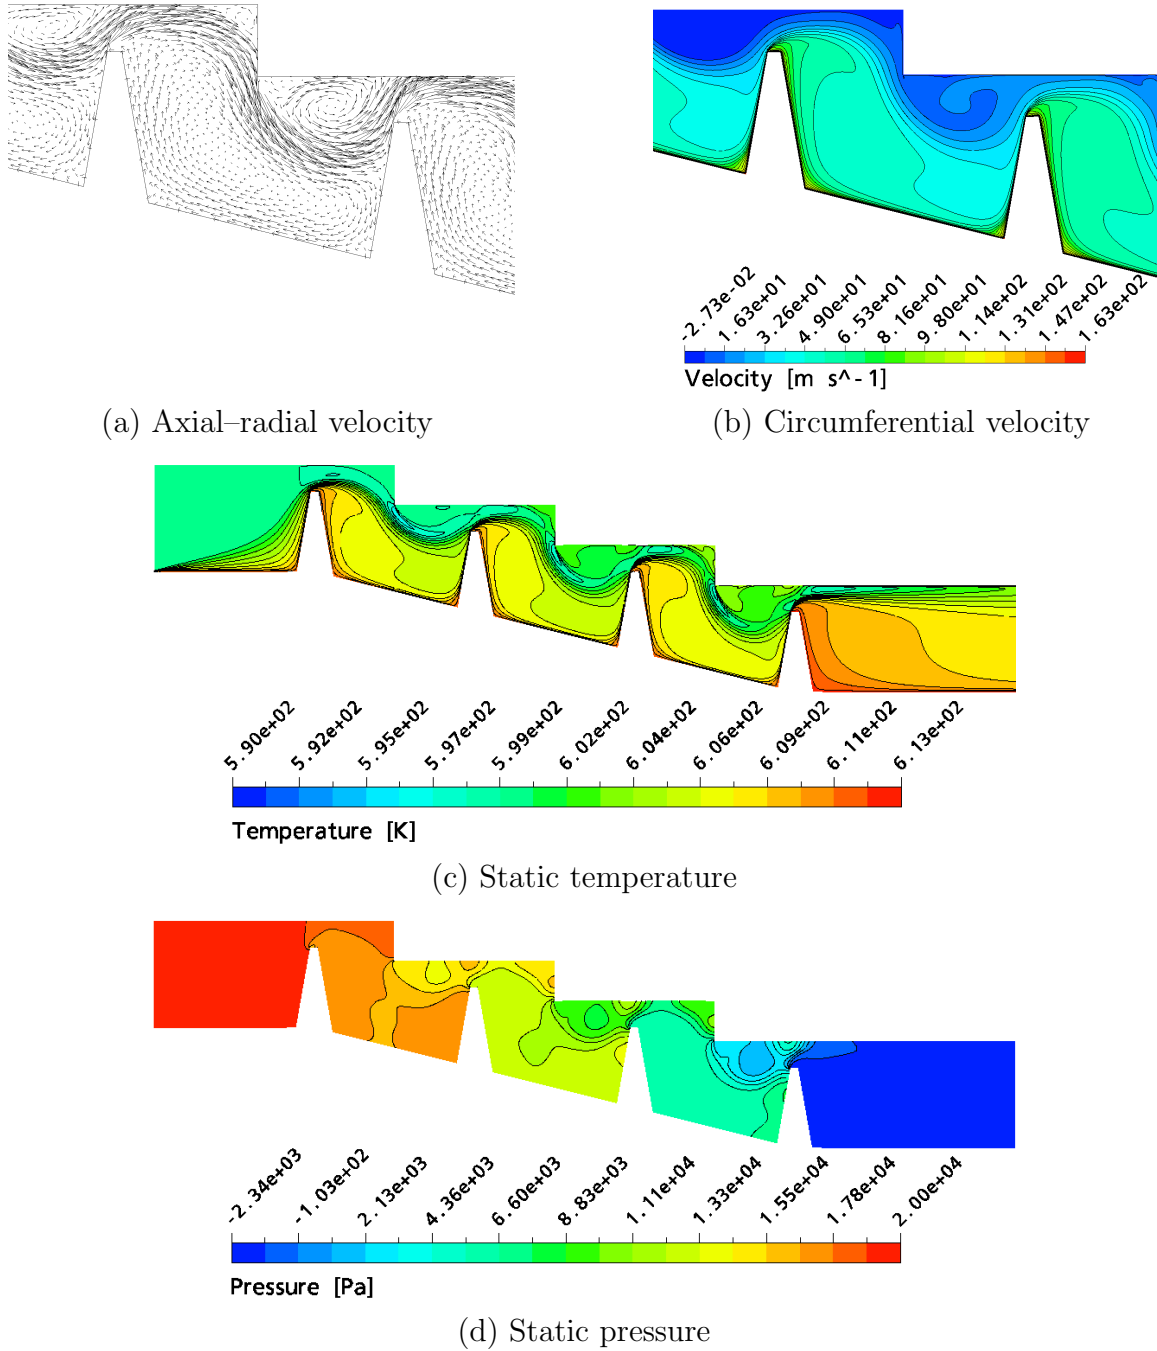 -2.73e-02 1.63e+01 3.26e+01 4.90e+01 6.53e+01 8.16e+01 9.80e+01 1.14e+02 1.31e+02 1.47e+02 1.63e+02
Velocity [m s^-1]
(a) Axial–radial velocity
(b) Circumferential velocity
5.90e+02 5.92e+02 5.95e+02 5.97e+02 5.99e+02 6.02e+02 6.04e+02 6.06e+02 6.09e+02 6.11e+02 6.13e+02
Temperature [K]
(c) Static temperature
-2.34e+03 -1.03e+02 2.13e+03 4.36e+03 6.60e+03 8.83e+03 1.11e+04 1.33e+04 1.55e+04 1.78e+04 2.00e+04
Pressure [Pa]
(d) Static pressure